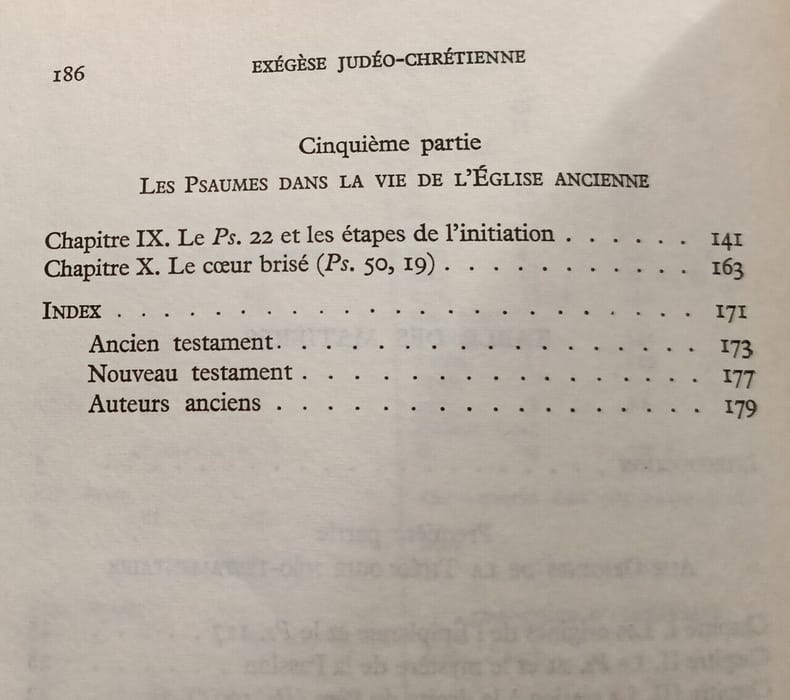 186
EXÉGÈSE JUDÉO-CHRÉTIENNE
Cinquième partie
LES PSAUMES DANS LA VIE DE L'ÉGLISE ANCIENNE
Chapitre IX. Le Ps. 22 et les étapes de l'initiation . . . . . . 141
Chapitre X. Le cœur brisé (Ps. 50, 19) . . . . . . . . . . . 163
INDEX . . . . . . . . . . . . . . . . . . . 171
Ancien testament. . . . . . . . . . . . . . . . . 173
Nouveau testament . . . . . . . . . . . . . . . . 177
Auteurs anciens . . . . . . . . . . . . . . . . . 179